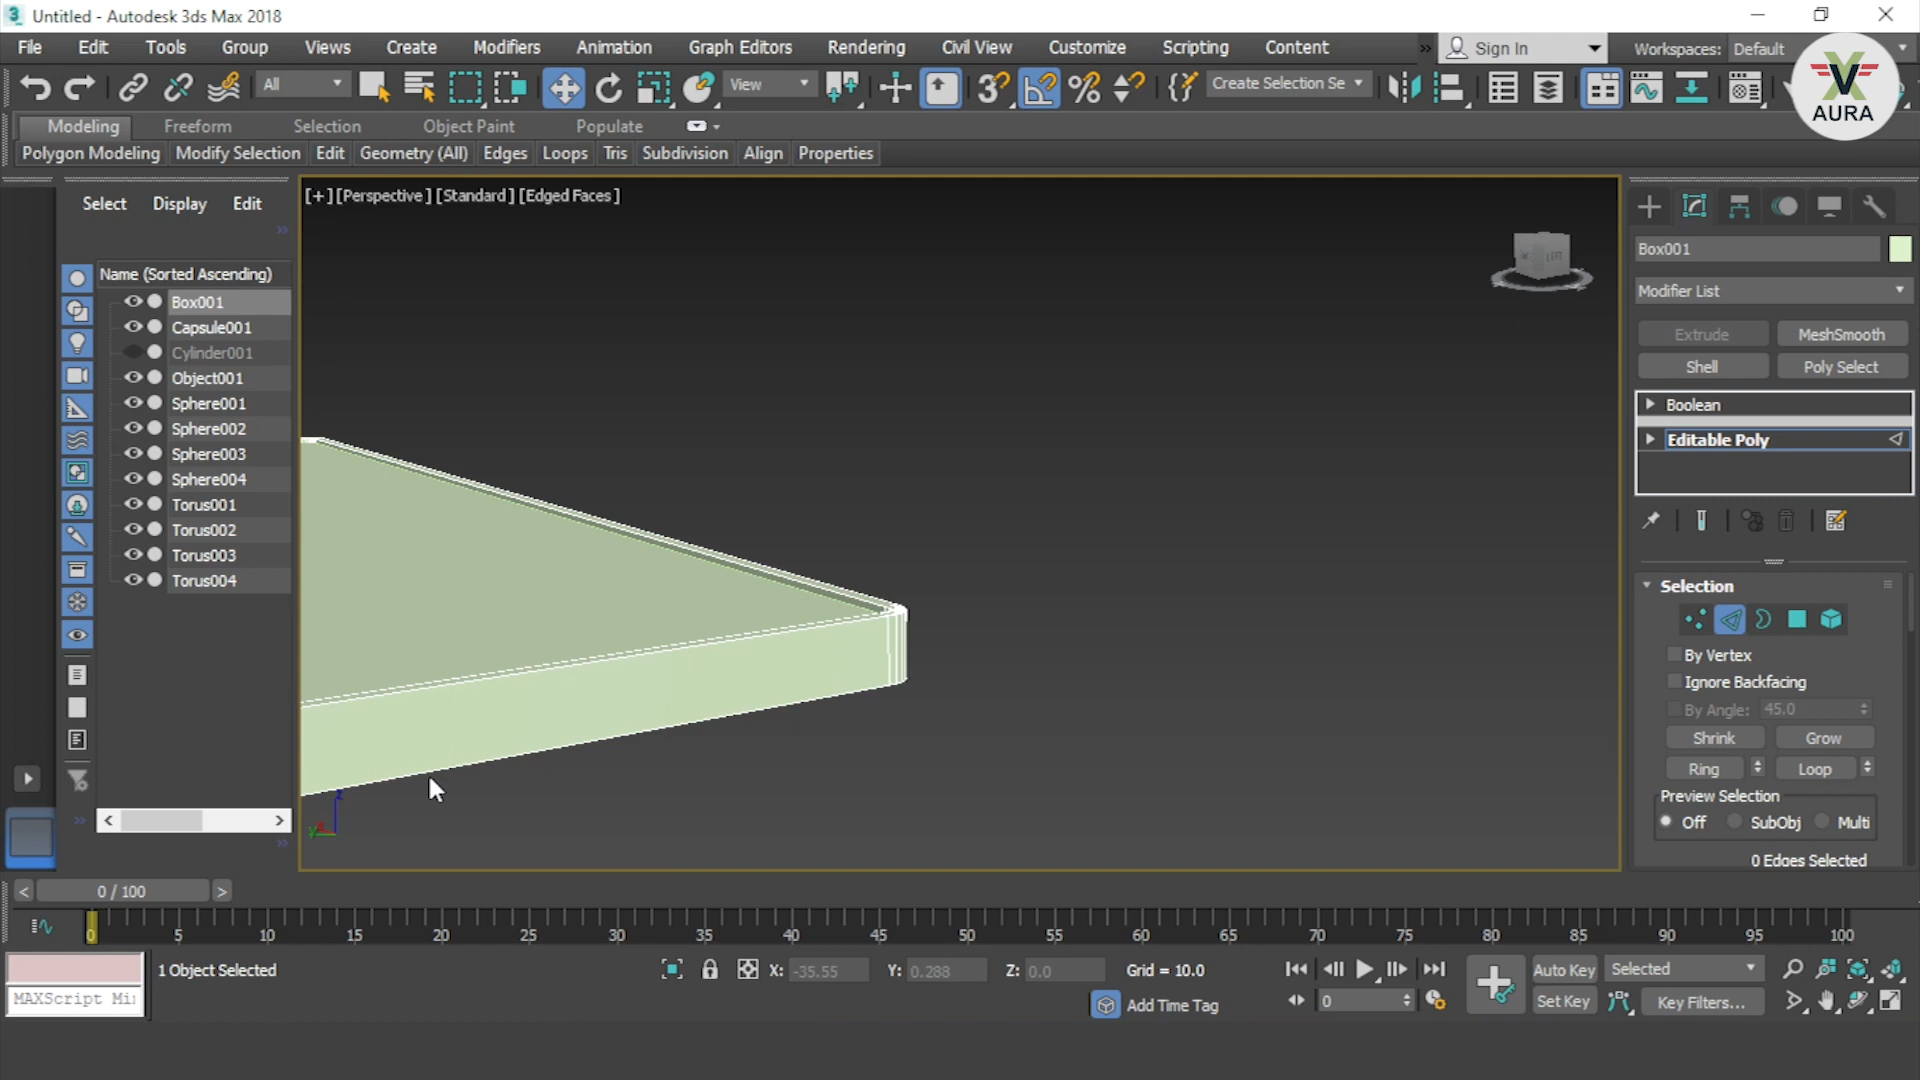 Untitled - Autodesk 3ds Max 2018
File Edit Tools Group Views Create Modifiers Animation Graph Editors Rendering Civil View Customize Scripting Content Sign In Workspaces: Default
All View Create Selection Se
AURA
Modeling Freeform Selection Object Paint Populate
Polygon Modeling Modify Selection Edit Geometry (All) Edges Loops Tris Subdivision Align Properties
Select Display Edit
[+] [Perspective] [Standard] [Edged Faces]
LEFT
Name (Sorted Ascending)
Box001
Capsule001
Cylinder001
Object001
Sphere001
Sphere002
Sphere003
Sphere004
Torus001
Torus002
Torus003
Torus004
z
Box001
Modifier List
Extrude MeshSmooth
Shell Poly Select
Boolean
Editable Poly
Selection
By Vertex
Ignore Backfacing
By Angle: 45.0
Shrink Grow
Ring Loop
Preview Selection
Off SubObj Multi
0 Edges Selected
< 0 / 100 >
0 5 10 15 20 25 30 35 40 45 50 55 60 65 70 75 80 85 90 95 100
1 Object Selected X: -35.55 Y: 0.288 Z: 0.0 Grid = 10.0 Auto Key Selected
MAXScript Mi
Add Time Tag 0 Set Key Key Filters...